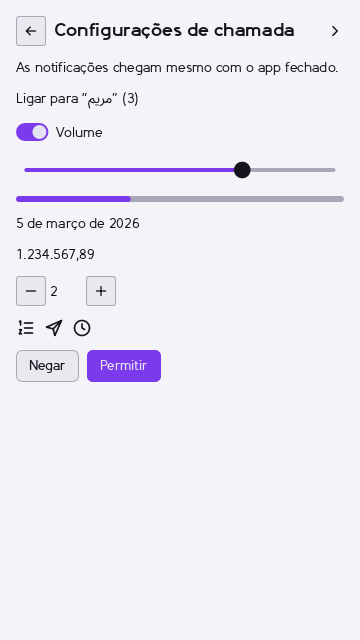 Configurações de chamada
As notificações chegam mesmo com o app fechado.
Ligar para "مريم" (3)
Volume
5 de março de 2026
1.234.567,89
2
Negar
Permitir